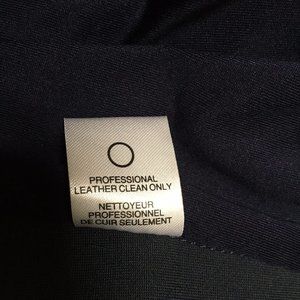 PROFESSIONAL
LEATHER CLEAN ONLY
NETTOYEUR
PROFESSIONNEL
DE CUIR SEULEMENT